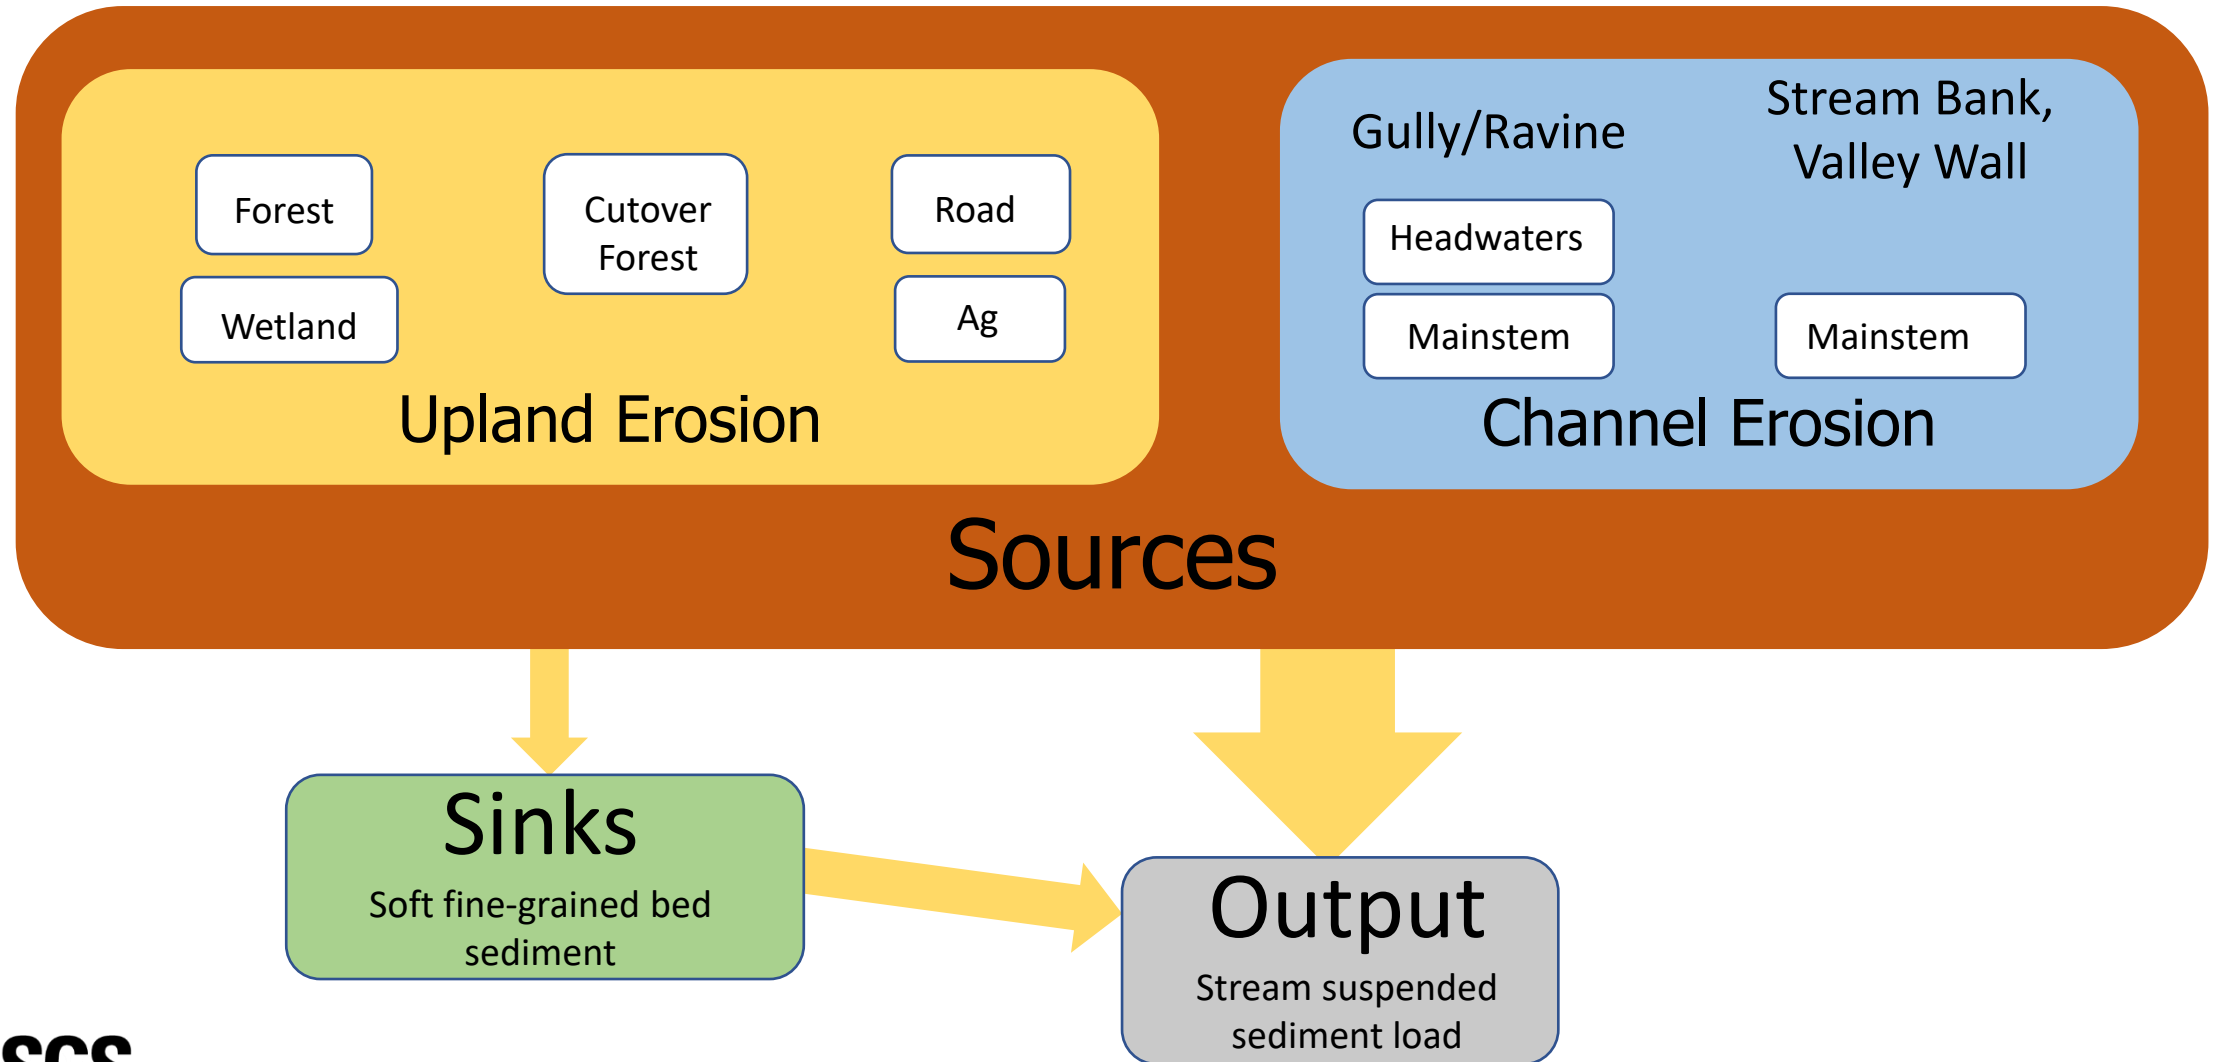 Forest
Wetland
Cutover
Forest
Road
Ag
Upland Erosion
Gully/Ravine
Headwaters
Mainstem
Stream Bank,
Valley Wall
Mainstem
Channel Erosion
Sources
Sinks
Soft fine-grained bed
sediment
Output
Stream suspended
sediment load